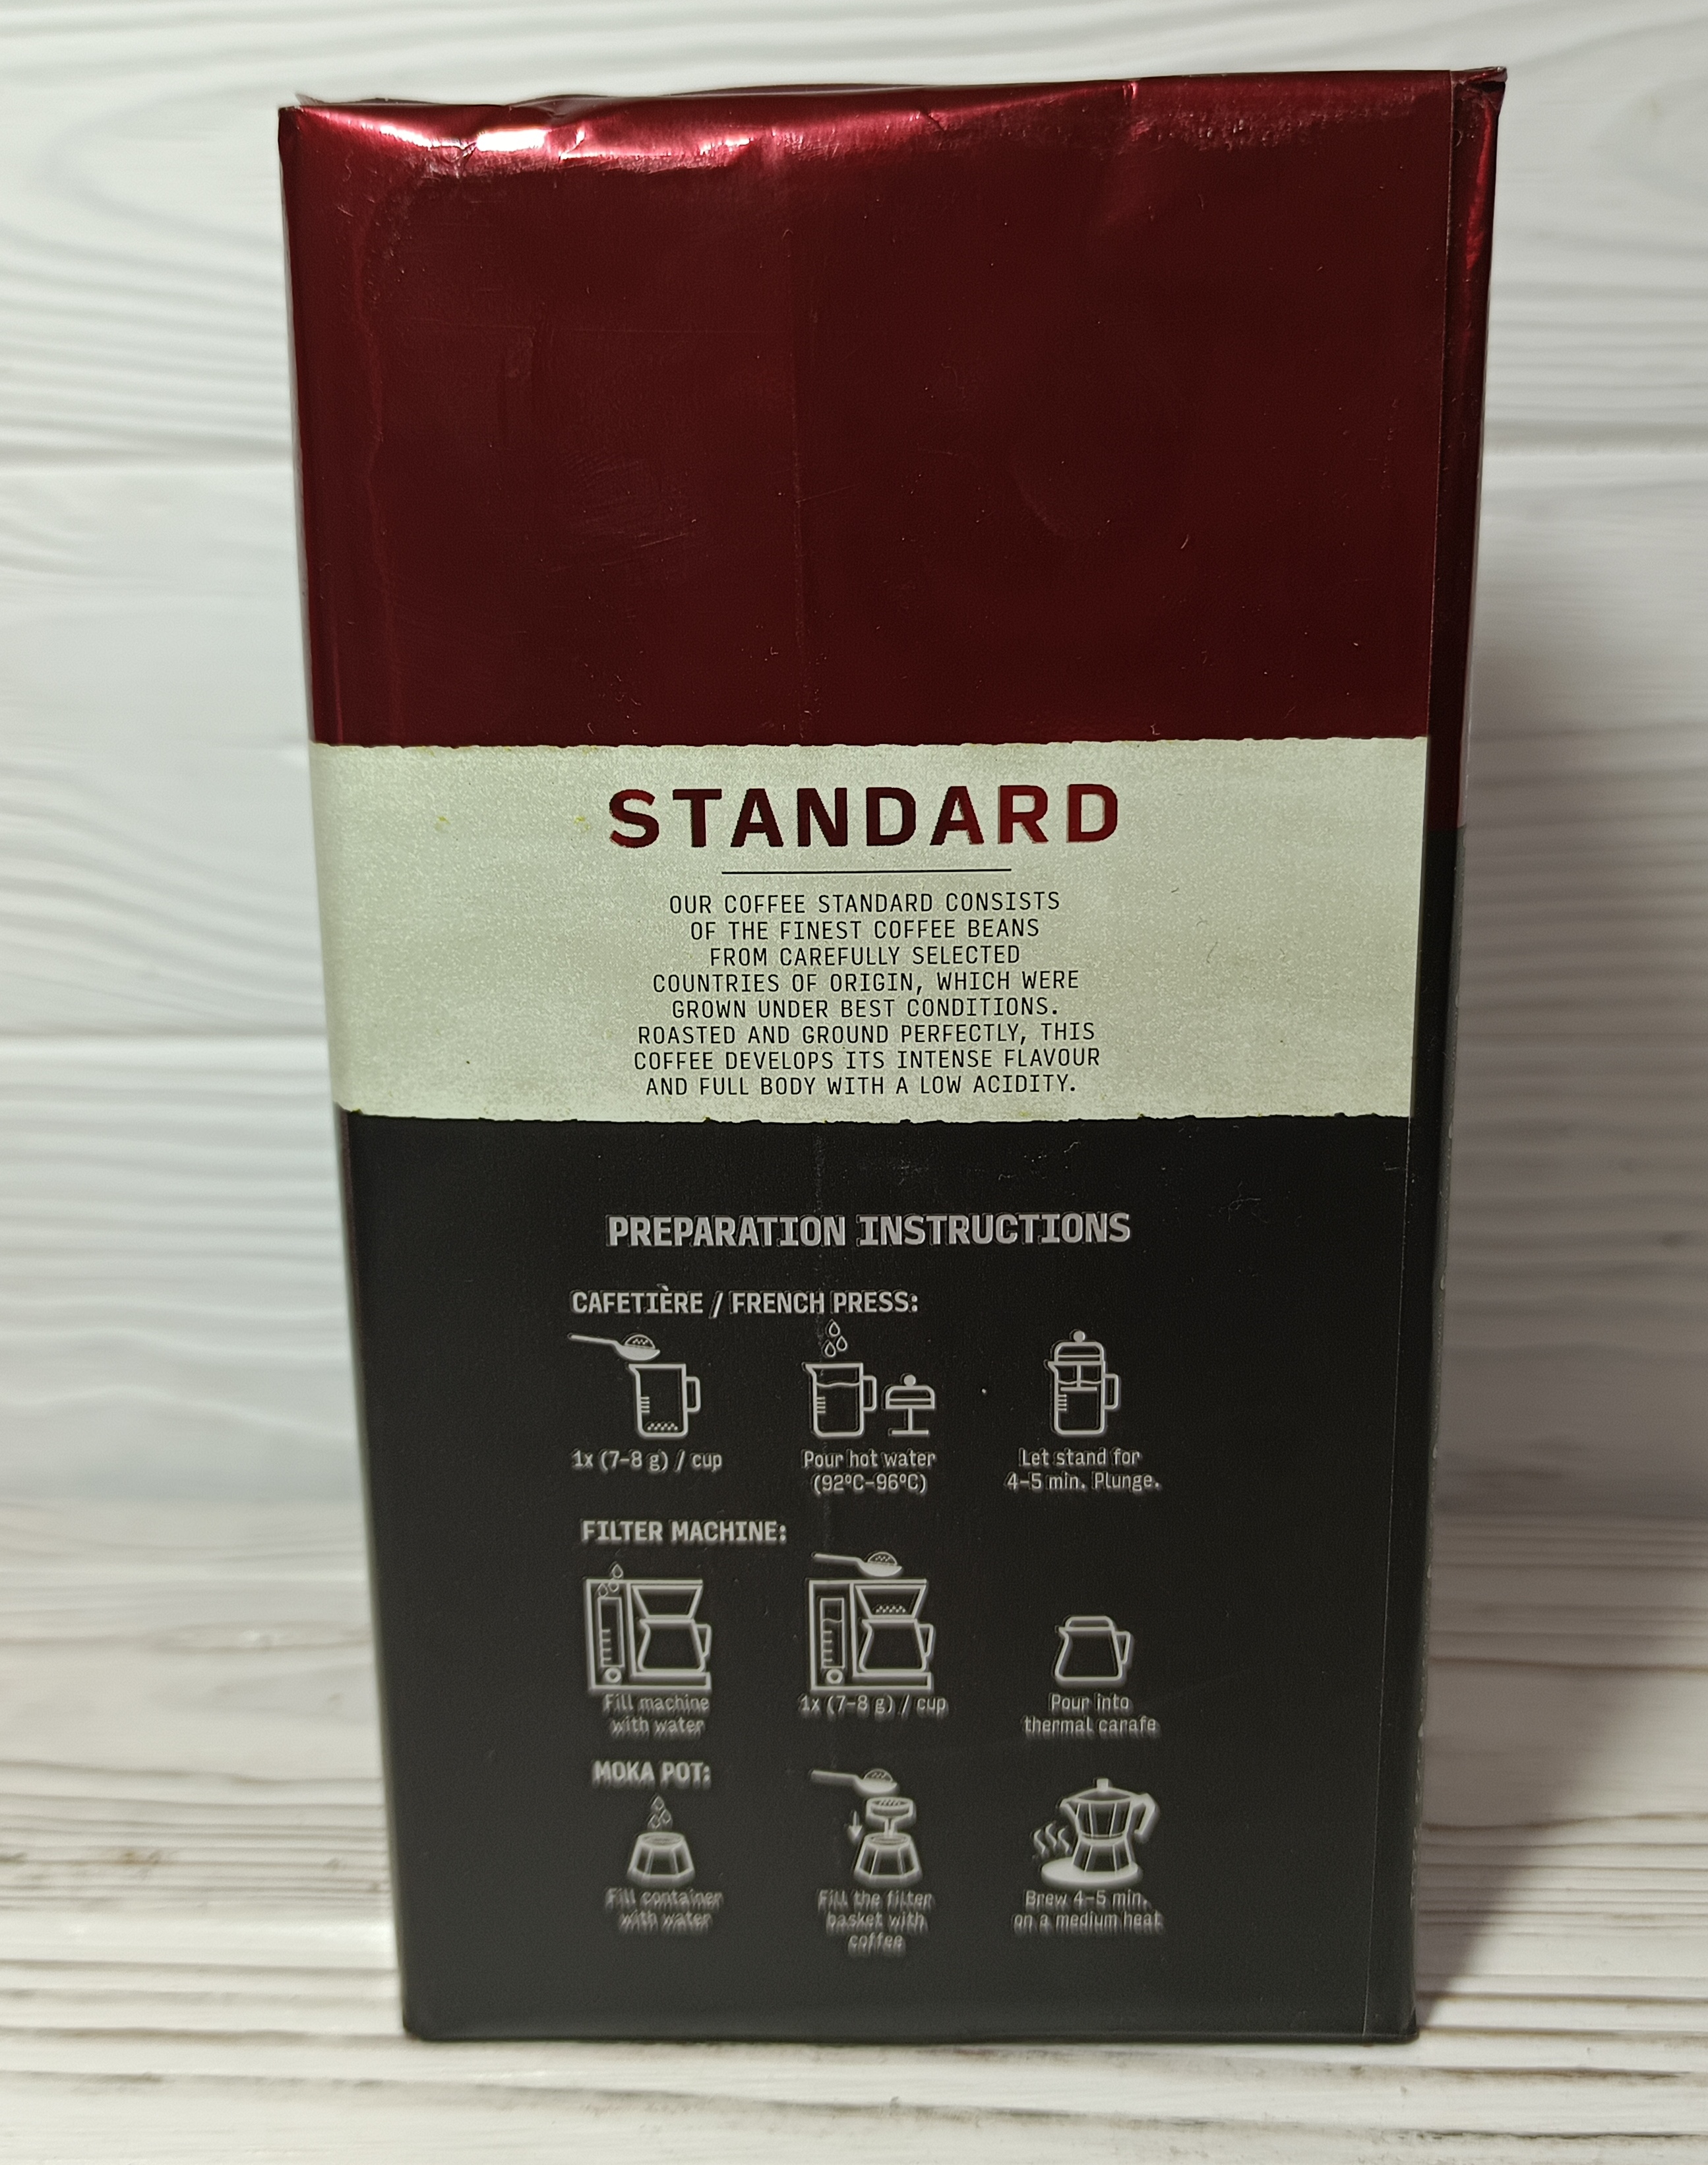 STANDARD
OUR COFFEE STANDARD CONSISTS
OF THE FINEST COFFEE BEANS
FROM CAREFULLY SELECTED
COUNTRIES OF ORIGIN, WHICH WERE
GROWN UNDER BEST CONDITIONS.
ROASTED AND GROUND PERFECTLY, THIS
COFFEE DEVELOPS ITS INTENSE FLAVOUR
AND FULL BODY WITH A LOW ACIDITY.
PREPARATION INSTRUCTIONS
CAFETIÈRE / FRENCH PRESS:
1x (7–8 g) / cup
Pour hot water
(92°C–96°C)
Let stand for
4–5 min. Plunge.
FILTER MACHINE:
Fill machine
with water
1x (7–8 g) / cup
Pour into
thermal carafe
MOKA POT:
Fill container
with water
Fill the filter
basket with
coffee
Brew 4–5 min.
on a medium heat